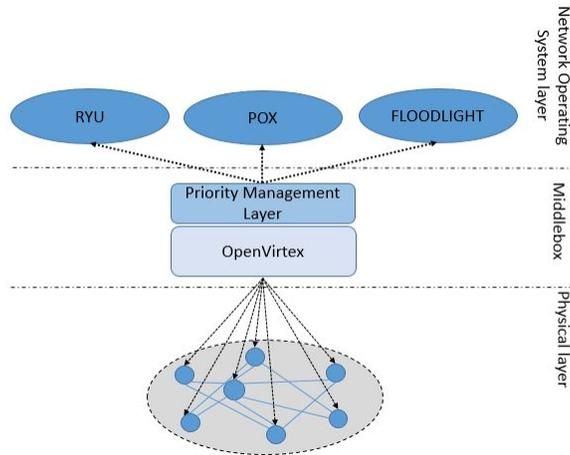 Network Operating
System layer
RYU
POX
FLOODLIGHT
Priority Management
Layer
OpenVirtex
Middlebox
Physical layer